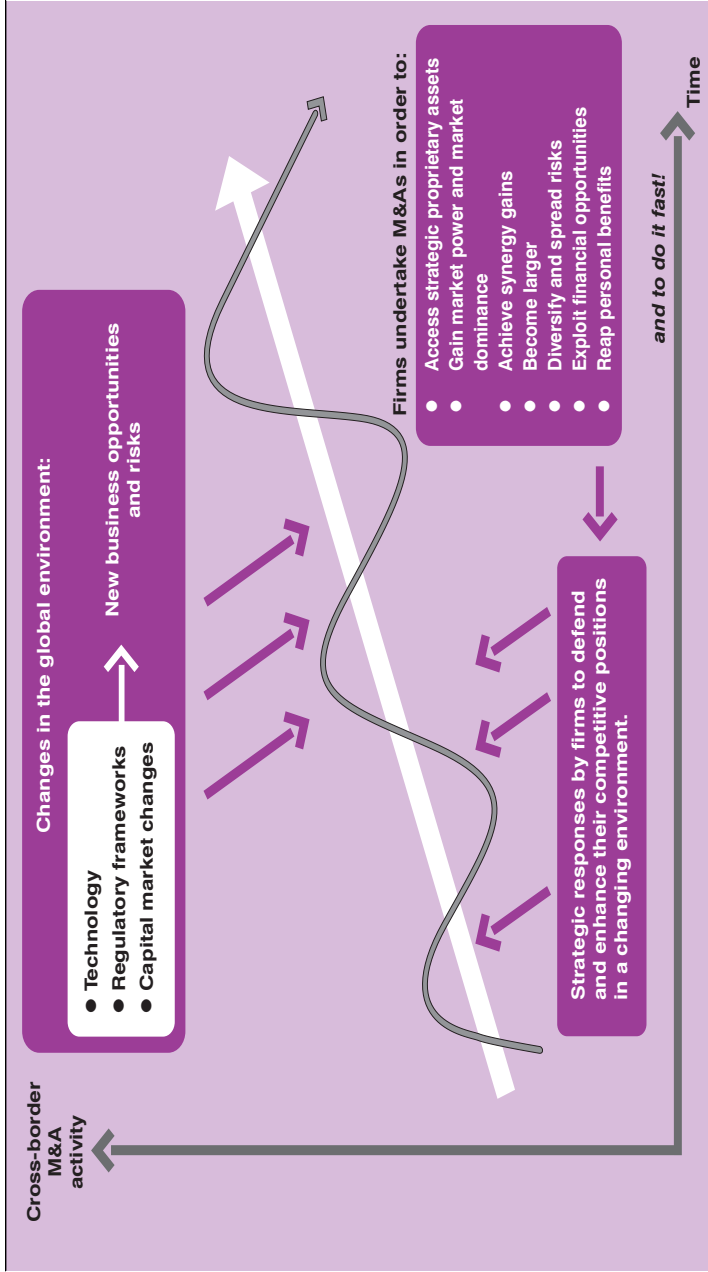 Cross-border
M&A
activity
Changes in the global environment:
● Technology
● Regulatory frameworks
● Capital market changes
New business opportunities
and risks
Firms undertake M&As in order to:
● Access strategic proprietary assets
● Gain market power and market
dominance
● Achieve synergy gains
● Become larger
● Diversify and spread risks
● Exploit financial opportunities
● Reap personal benefits
Strategic responses by firms to defend
and enhance their competitive positions
in a changing environment.
and to do it fast!
Time